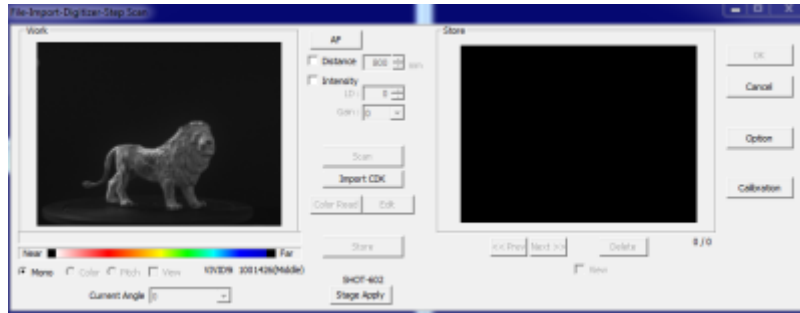 File-Import-Digitizer-Step Scan
Work
AF
Distance 800 mm
Intensity
LD: 0
Gain: 0
Scan
Import CDK
Color Read Edit
Store
Near Far
Mono Color Pitch View VIVID9i 1001426(Middle)
Current Angle 0
SHOT-602
Stage Apply
Store
<< Prev Next >> Delete 0 / 0
View
OK
Cancel
Option
Calibration